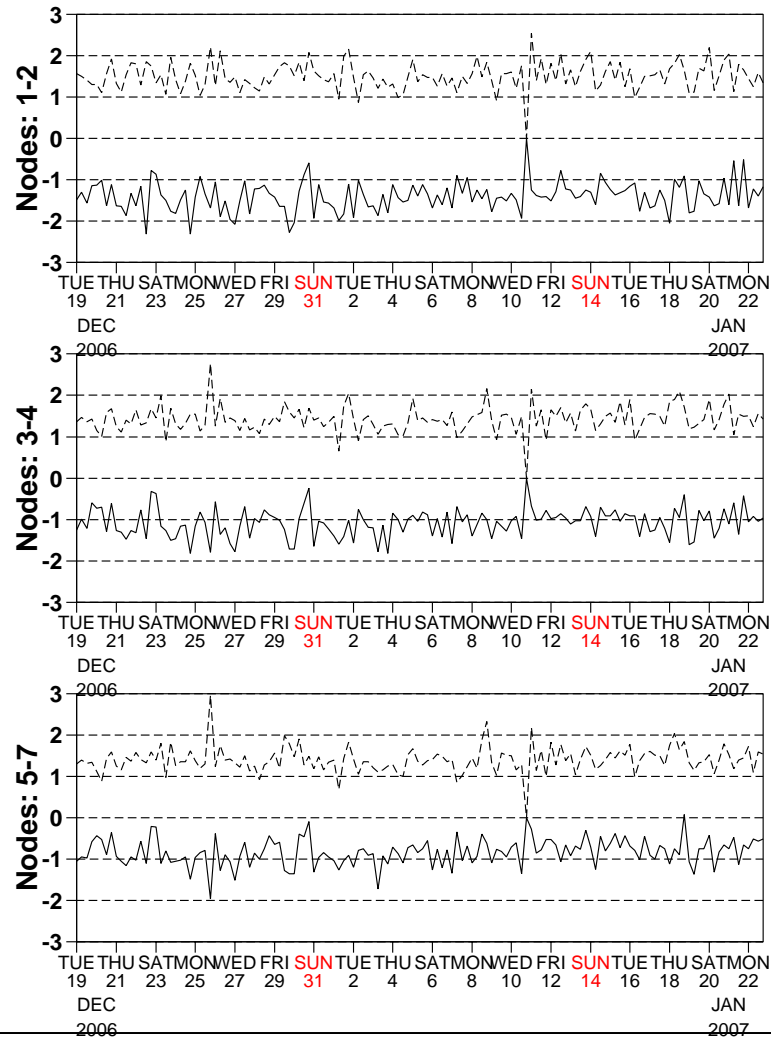 Nodes: 1-2
3
2
1
0
-1
-2
-3
TUE THU SAT MON WED FRI SUN TUE THU SAT MON WED FRI SUN TUE THU SAT MON
19 21 23 25 27 29 31 2 4 6 8 10 12 14 16 18 20 22
DEC JAN
2006 2007
Nodes: 3-4
3
2
1
0
-1
-2
-3
TUE THU SAT MON WED FRI SUN TUE THU SAT MON WED FRI SUN TUE THU SAT MON
19 21 23 25 27 29 31 2 4 6 8 10 12 14 16 18 20 22
DEC JAN
2006 2007
Nodes: 5-7
3
2
1
0
-1
-2
-3
TUE THU SAT MON WED FRI SUN TUE THU SAT MON WED FRI SUN TUE THU SAT MON
19 21 23 25 27 29 31 2 4 6 8 10 12 14 16 18 20 22
DEC JAN
2006 2007